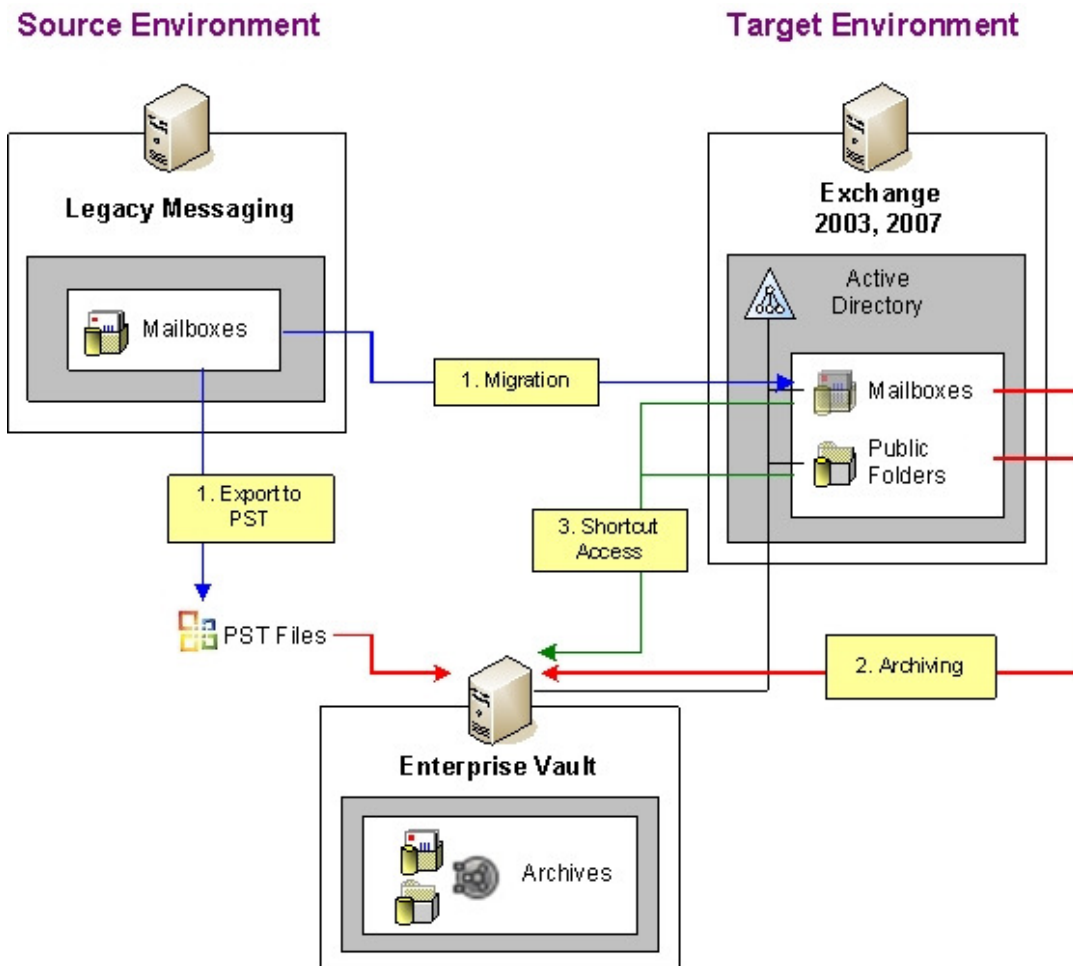 Source Environment
Target Environment
Legacy Messaging
Mailboxes
Exchange
2003, 2007
Active
Directory
1. Migration
Mailboxes
Public
Folders
1. Export to
PST
3. Shortcut
Access
PST Files
2. Archiving
Enterprise Vault
Archives